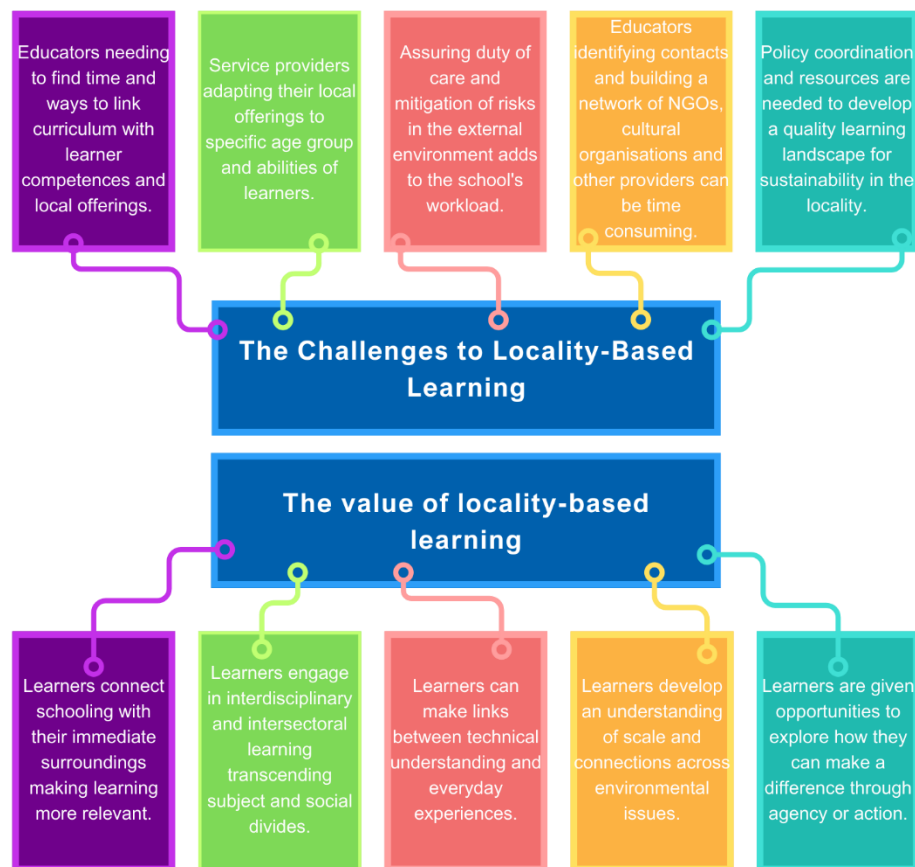 Educators needing
to find time and
ways to link
curriculum with
learner
competences and
local offerings.
Service providers
adapting their local
offerings to
specific age group
and abilities of
learners.
Assuring duty of
care and
mitigation of risks
in the external
environment adds
to the school's
workload.
Educators
identifying contacts
and building a
network of NGOs,
cultural
organisations and
other providers can
be time
consuming.
Policy coordination
and resources are
needed to develop
a quality learning
landscape for
sustainability in the
locality.
The Challenges to Locality-Based
Learning
The value of locality-based
learning
Learners connect
schooling with
their immediate
surroundings
making learning
more relevant.
Learners engage
in interdisciplinary
and intersectoral
learning
transcending
subject and social
divides.
Learners can
make links
between technical
understanding and
everyday
experiences.
Learners develop
an understanding
of scale and
connections across
environmental
issues.
Learners are given
opportunities to
explore how they
can make a
difference through
agency or action.